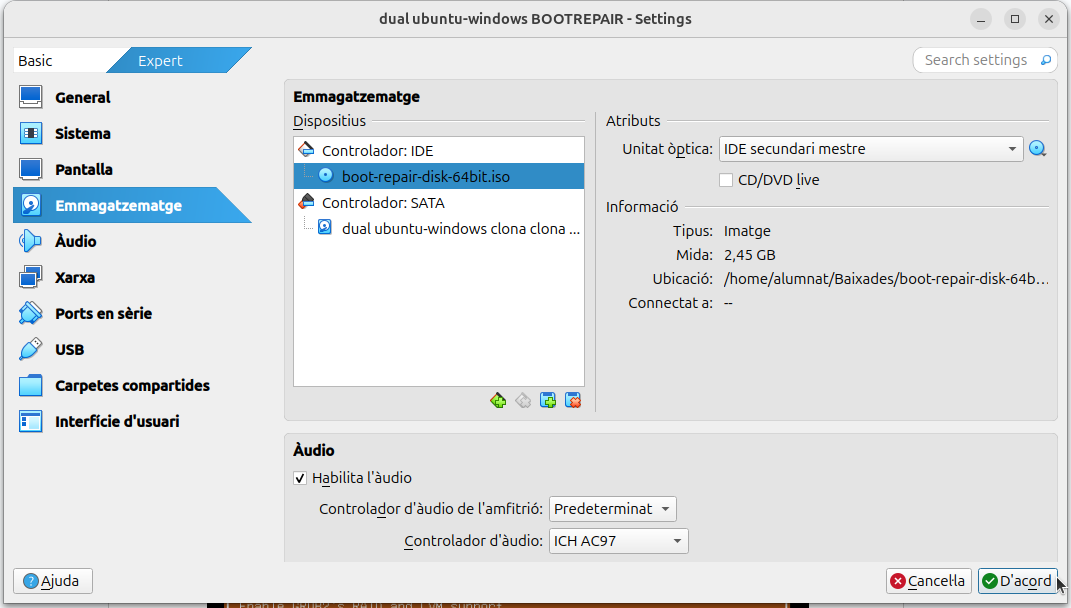 dual ubuntu-windows BOOTREPAIR - Settings
Basic
Expert
Search settings
General
Sistema
Pantalla
Emmagatzematge
Àudio
Xarxa
Ports en sèrie
USB
Carpetes compartides
Interfície d'usuari
Emmagatzematge
Dispositius
Controlador: IDE
boot-repair-disk-64bit.iso
Controlador: SATA
dual ubuntu-windows clona clona ...
Atributs
Unitat òptica: IDE secundari mestre
CD/DVD live
Informació
Tipus: Imatge
Mida: 2,45 GB
Ubicació: /home/alumnat/Baixades/boot-repair-disk-64b...
Connectat a: --
Àudio
Habilita l'àudio
Controlador d'àudio de l'amfitrió: Predeterminat
Controlador d'àudio: ICH AC97
Ajuda
Cancel·la
D'acord
Enable GRUB2's RAID and LVM support